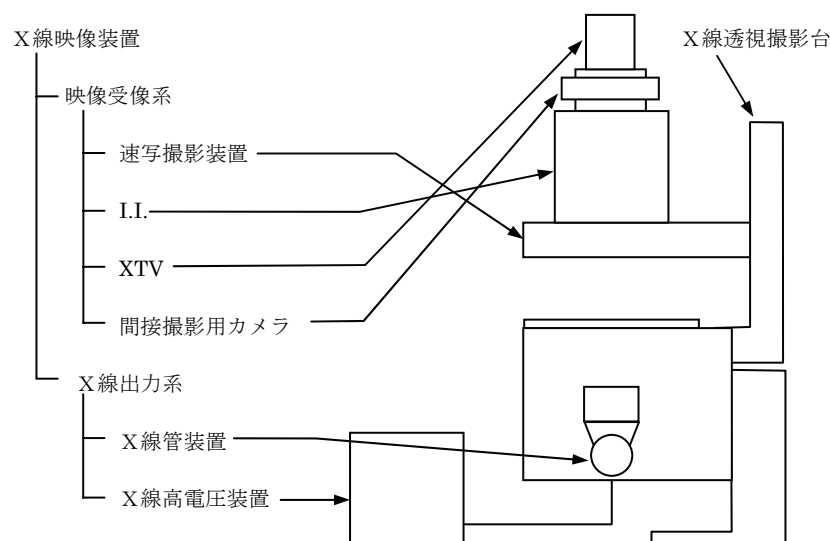 X線映像装置
X線透視撮影台
映像受像系
速写撮影装置
I.I.
XTV
間接撮影用カメラ
X線出力系
X線管装置
X線高電圧装置